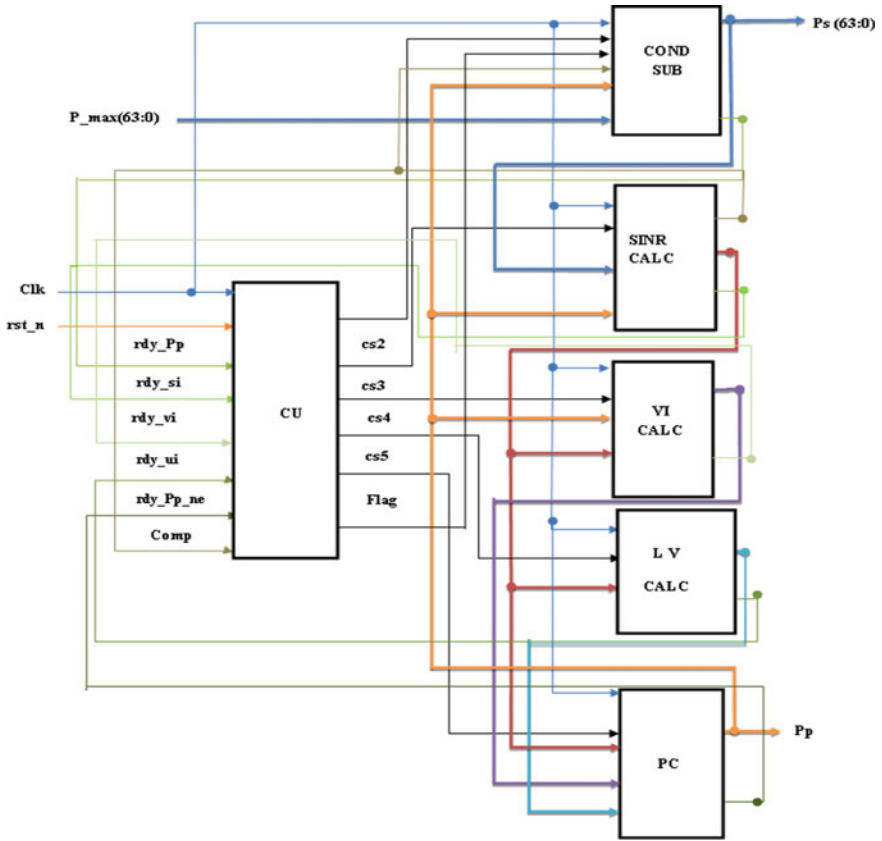 Ps (63:0)
COND
SUB
P_max(63:0)
SINR
CALC
Clk
rst_n
rdy_Pp
rdy_si
rdy_vi
rdy_ui
rdy_Pp_ne
Comp
CU
cs2
cs3
cs4
cs5
Flag
VI
CALC
L V
CALC
PC
Pp